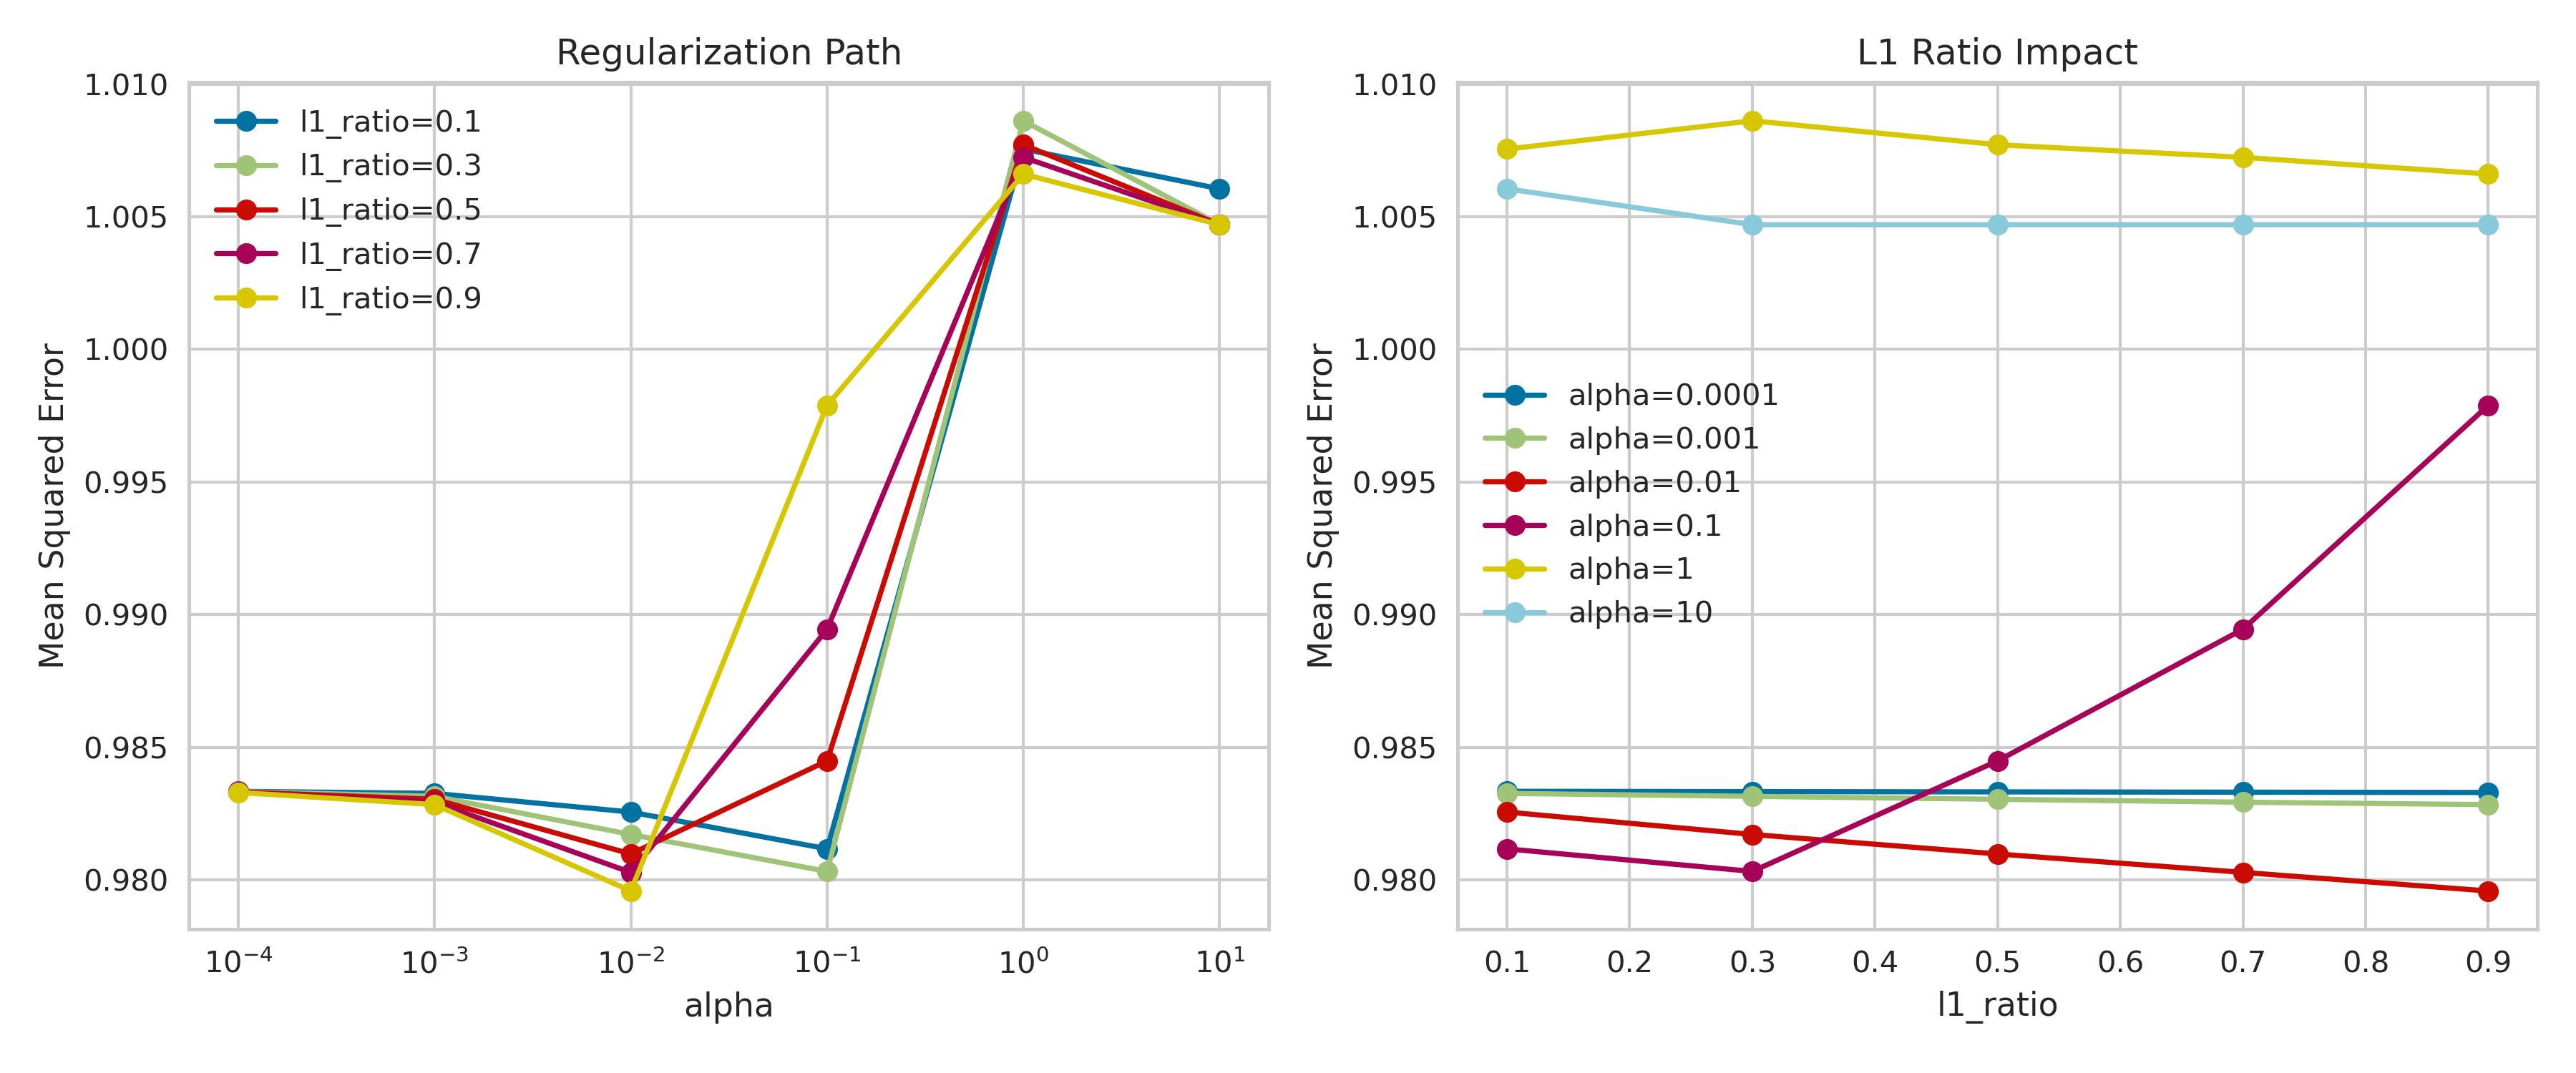 Regularization Path
1.010
1.005
1.000
0.995
0.990
0.985
0.980
Mean Squared Error
l1_ratio=0.1
l1_ratio=0.3
l1_ratio=0.5
l1_ratio=0.7
l1_ratio=0.9
10⁻⁴ 10⁻³ 10⁻² 10⁻¹ 10⁰ 10¹
alpha
L1 Ratio Impact
1.010
1.005
1.000
0.995
0.990
0.985
0.980
Mean Squared Error
alpha=0.0001
alpha=0.001
alpha=0.01
alpha=0.1
alpha=1
alpha=10
0.1 0.2 0.3 0.4 0.5 0.6 0.7 0.8 0.9
l1_ratio